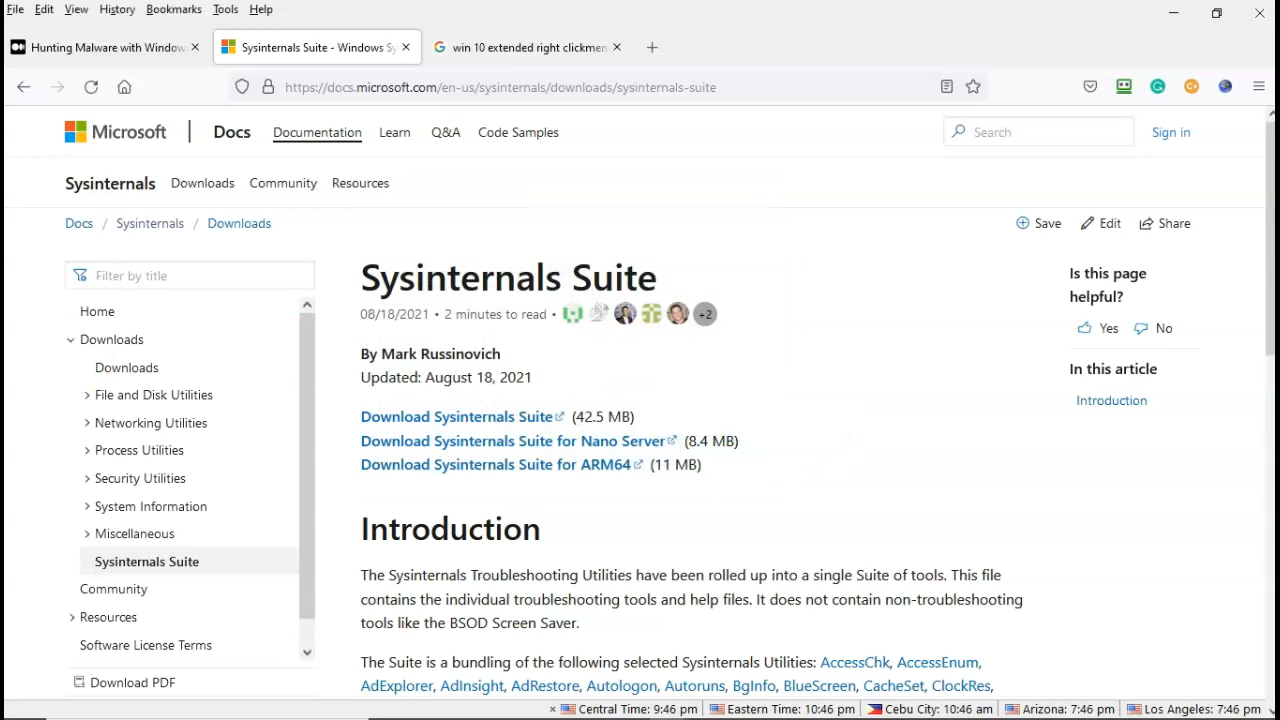 File Edit View History Bookmarks Tools Help
Hunting Malware with Window
Sysinternals Suite - Windows Sy
win 10 extended right clickmen
https://docs.microsoft.com/en-us/sysinternals/downloads/sysinternals-suite
Microsoft Docs Documentation Learn Q&A Code Samples Search Sign in
Sysinternals Downloads Community Resources
Docs / Sysinternals / Downloads
Save Edit Share
Filter by title
Home
Downloads
Downloads
File and Disk Utilities
Networking Utilities
Process Utilities
Security Utilities
System Information
Miscellaneous
Sysinternals Suite
Community
Resources
Software License Terms
Download PDF
Sysinternals Suite
08/18/2021 • 2 minutes to read • +2
By Mark Russinovich
Updated: August 18, 2021
Download Sysinternals Suite (42.5 MB)
Download Sysinternals Suite for Nano Server (8.4 MB)
Download Sysinternals Suite for ARM64 (11 MB)
Introduction
The Sysinternals Troubleshooting Utilities have been rolled up into a single Suite of tools. This file
contains the individual troubleshooting tools and help files. It does not contain non-troubleshooting
tools like the BSOD Screen Saver.
The Suite is a bundling of the following selected Sysinternals Utilities: AccessChk, AccessEnum,
AdExplorer, AdInsight, AdRestore, Autologon, Autoruns, BgInfo, BlueScreen, CacheSet, ClockRes,
Is this page
helpful?
Yes No
In this article
Introduction
Central Time: 9:46 pm Eastern Time: 10:46 pm Cebu City: 10:46 am Arizona: 7:46 pm Los Angeles: 7:46 pm